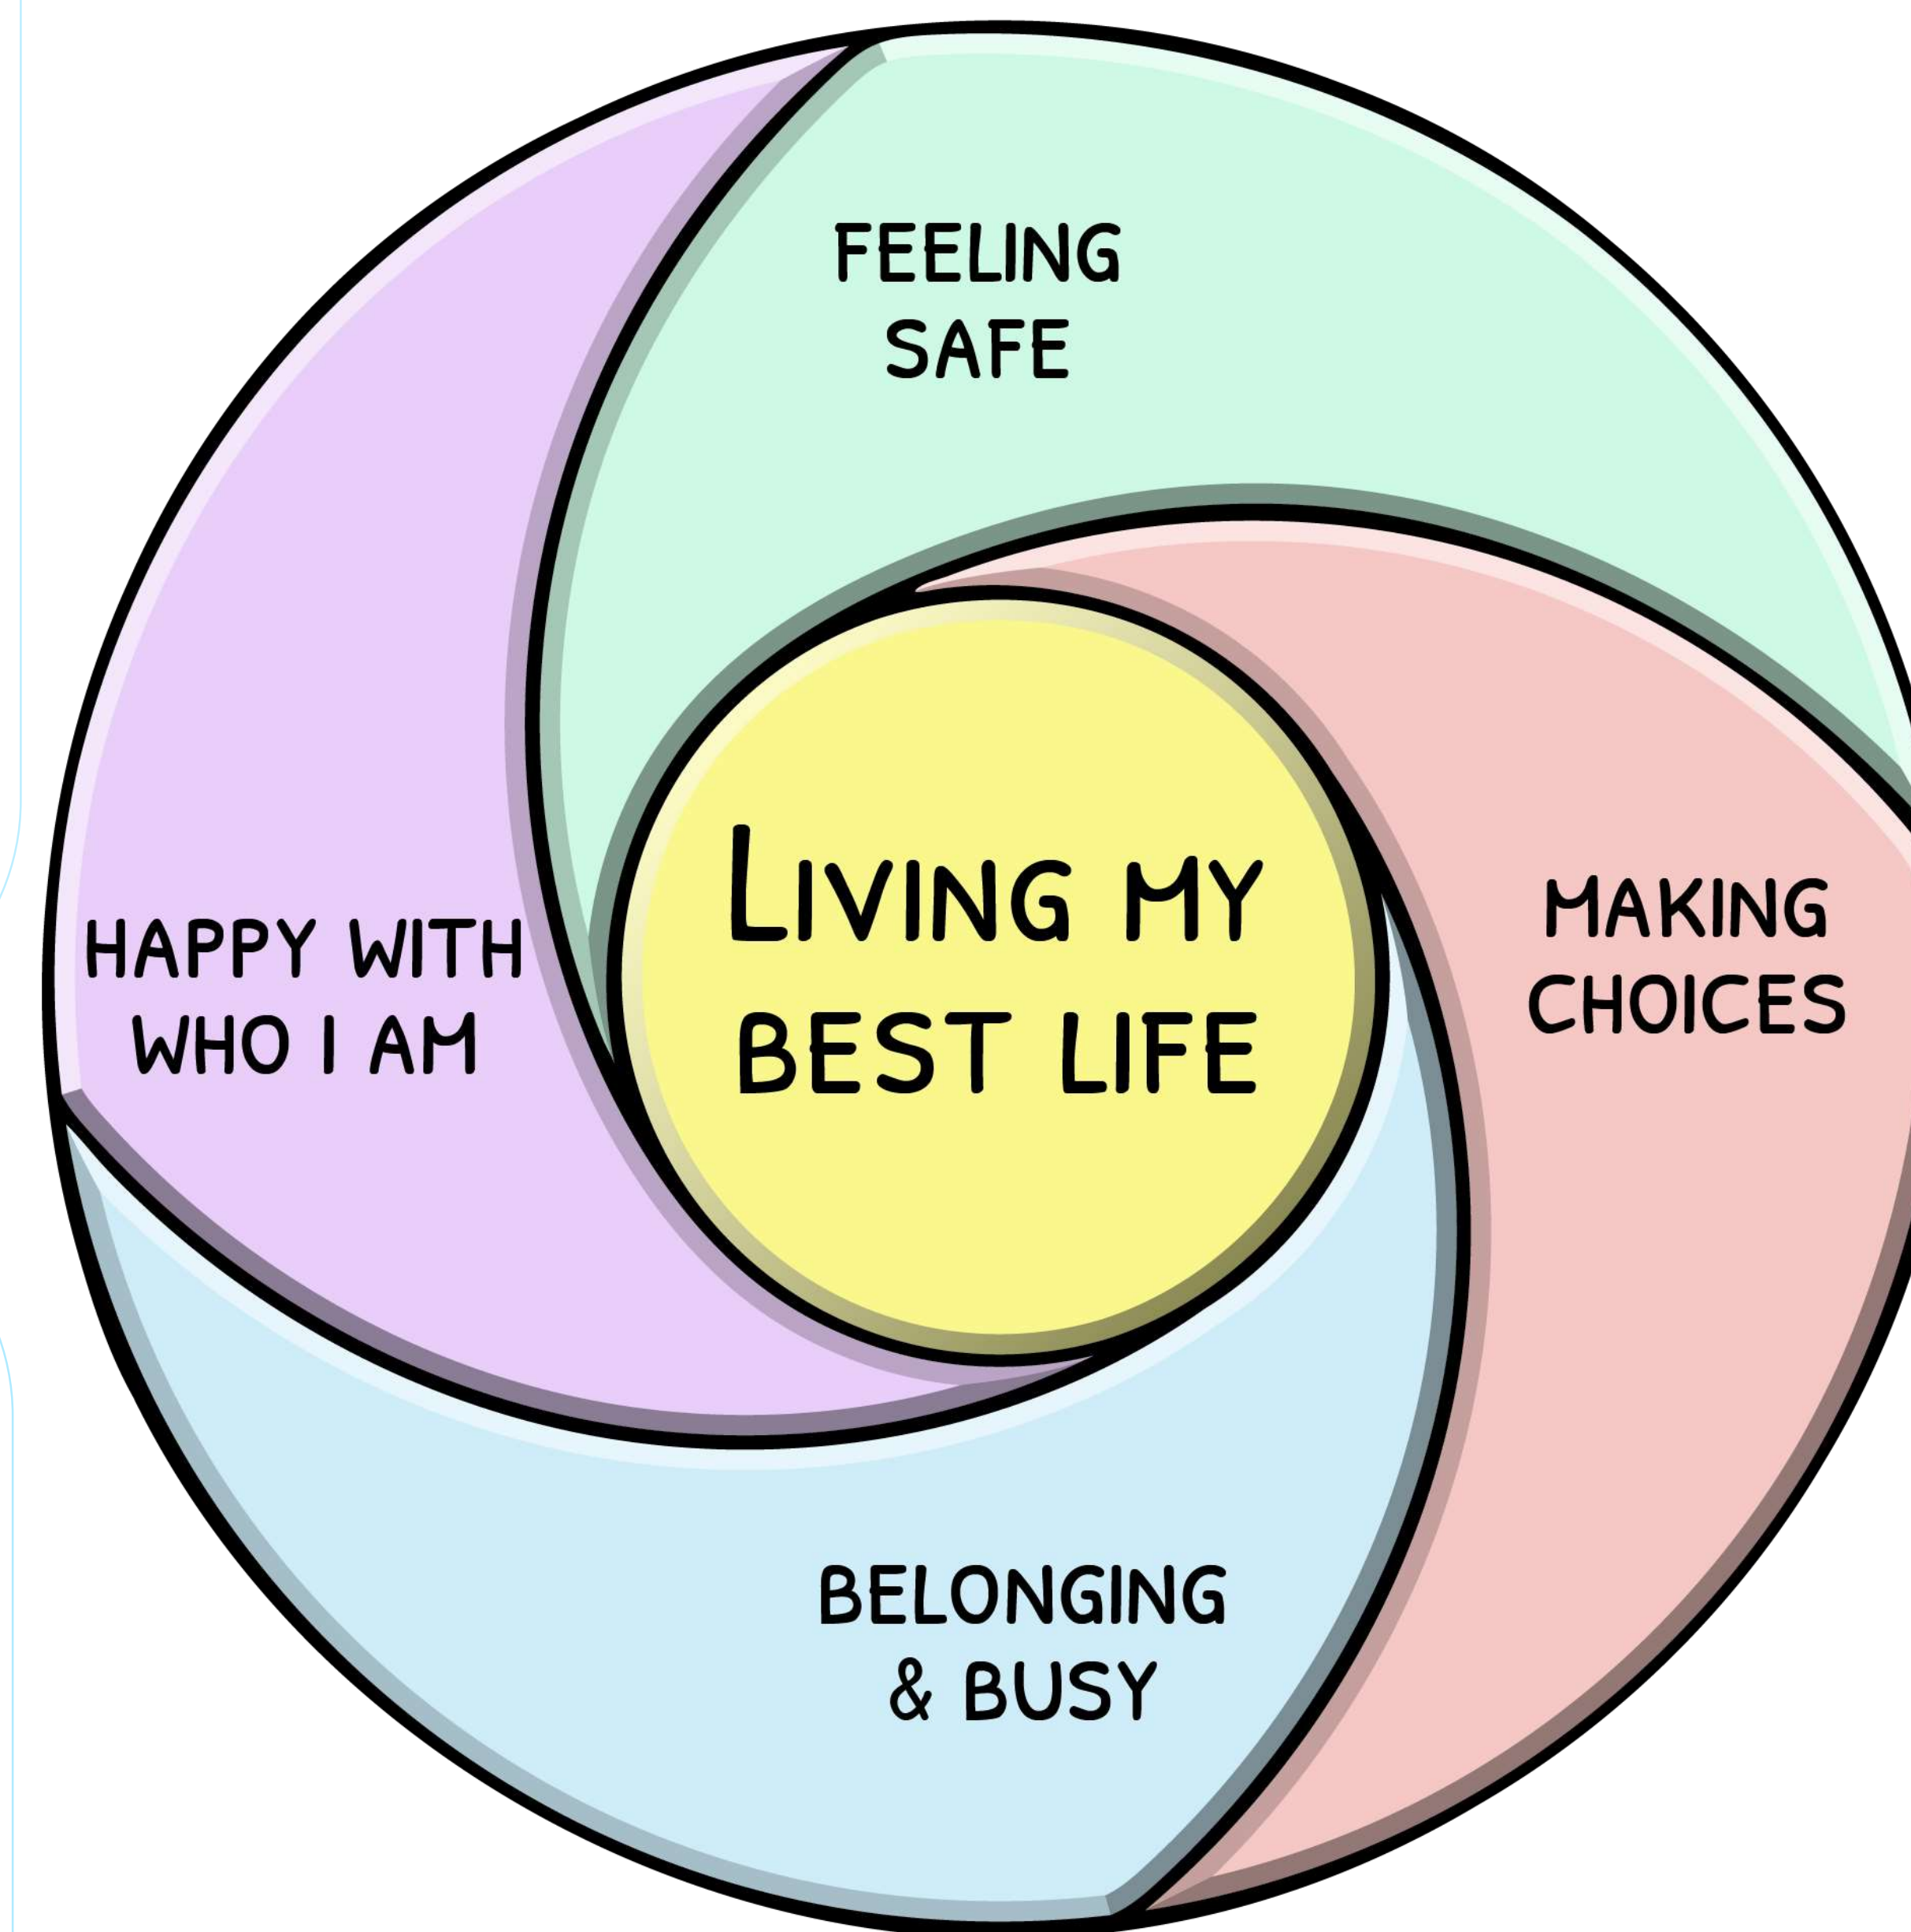 FEELING
SAFE
MAKING
CHOICES
LIVING MY
BEST LIFE
HAPPY WITH
WHO I AM
BELONGING
& BUSY